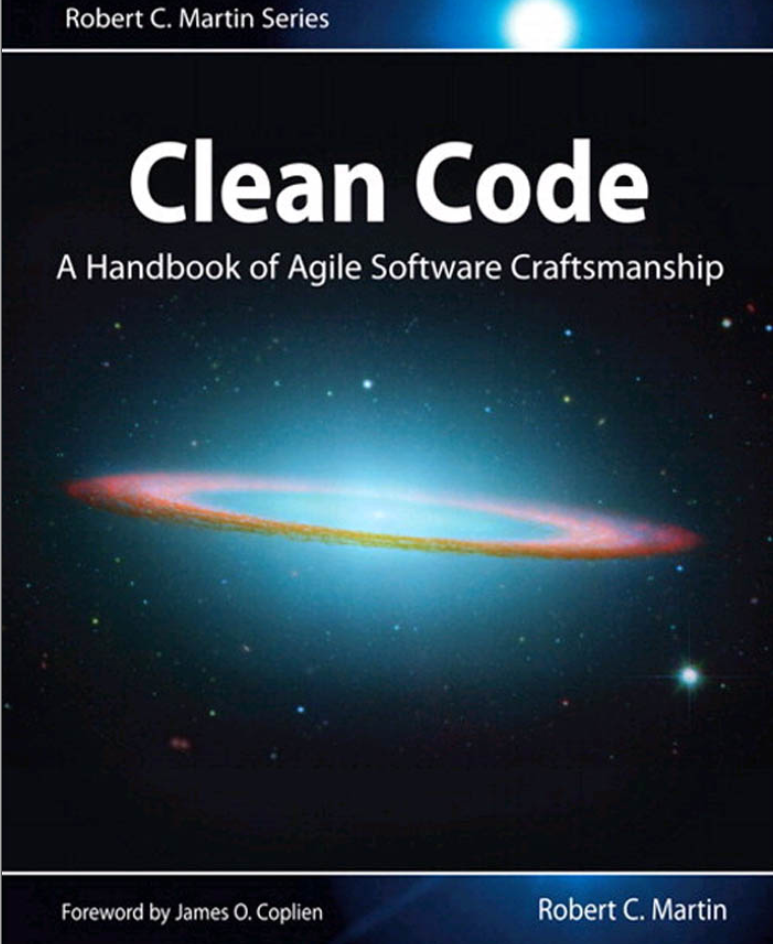 Robert C. Martin Series
Clean Code
A Handbook of Agile Software Craftsmanship
Foreword by James O. Coplien
Robert C. Martin